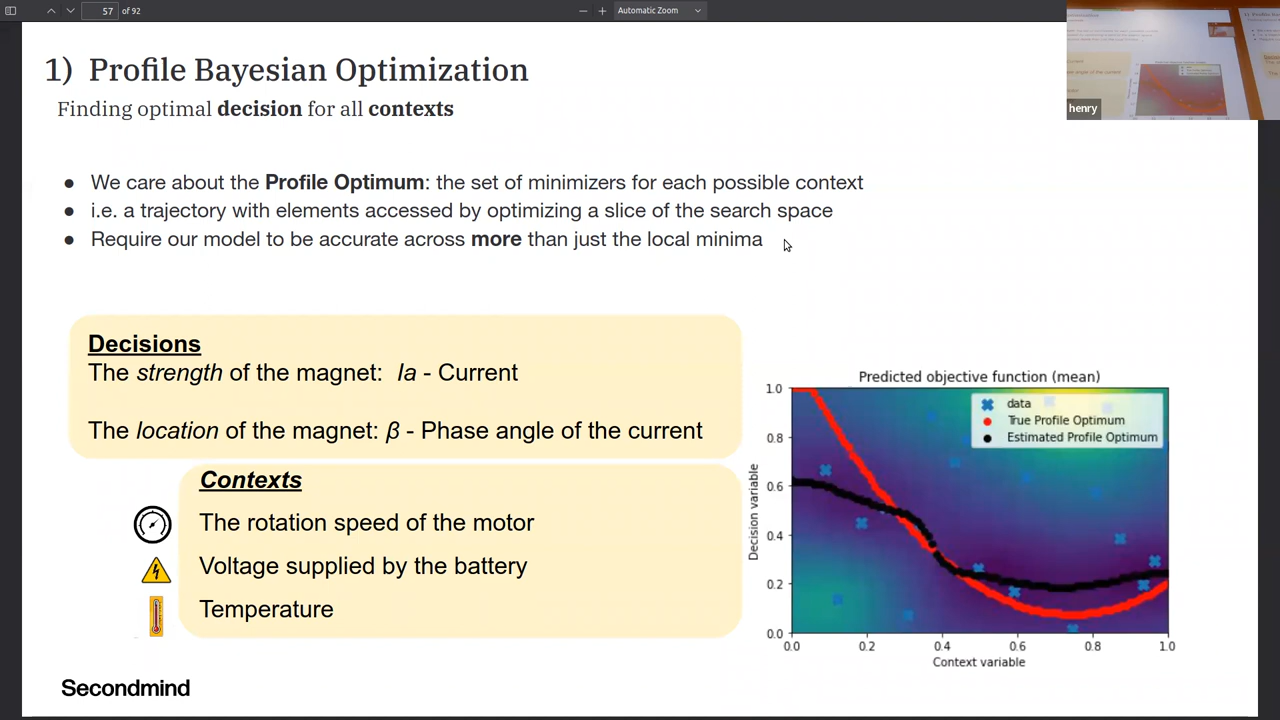 57 of 92
Automatic Zoom
1) Profile Bayesian Optimization
Finding optimal decision for all contexts
henry
● We care about the Profile Optimum: the set of minimizers for each possible context
● i.e. a trajectory with elements accessed by optimizing a slice of the search space
● Require our model to be accurate across more than just the local minima
Decisions
The strength of the magnet: Ia - Current
The location of the magnet: β - Phase angle of the current
Contexts
The rotation speed of the motor
Voltage supplied by the battery
Temperature
Predicted objective function (mean)
data
True Profile Optimum
Estimated Profile Optimum
1.0
0.8
0.6
0.4
0.2
0.0
Decision variable
0.0 0.2 0.4 0.6 0.8 1.0
Context variable
Secondmind